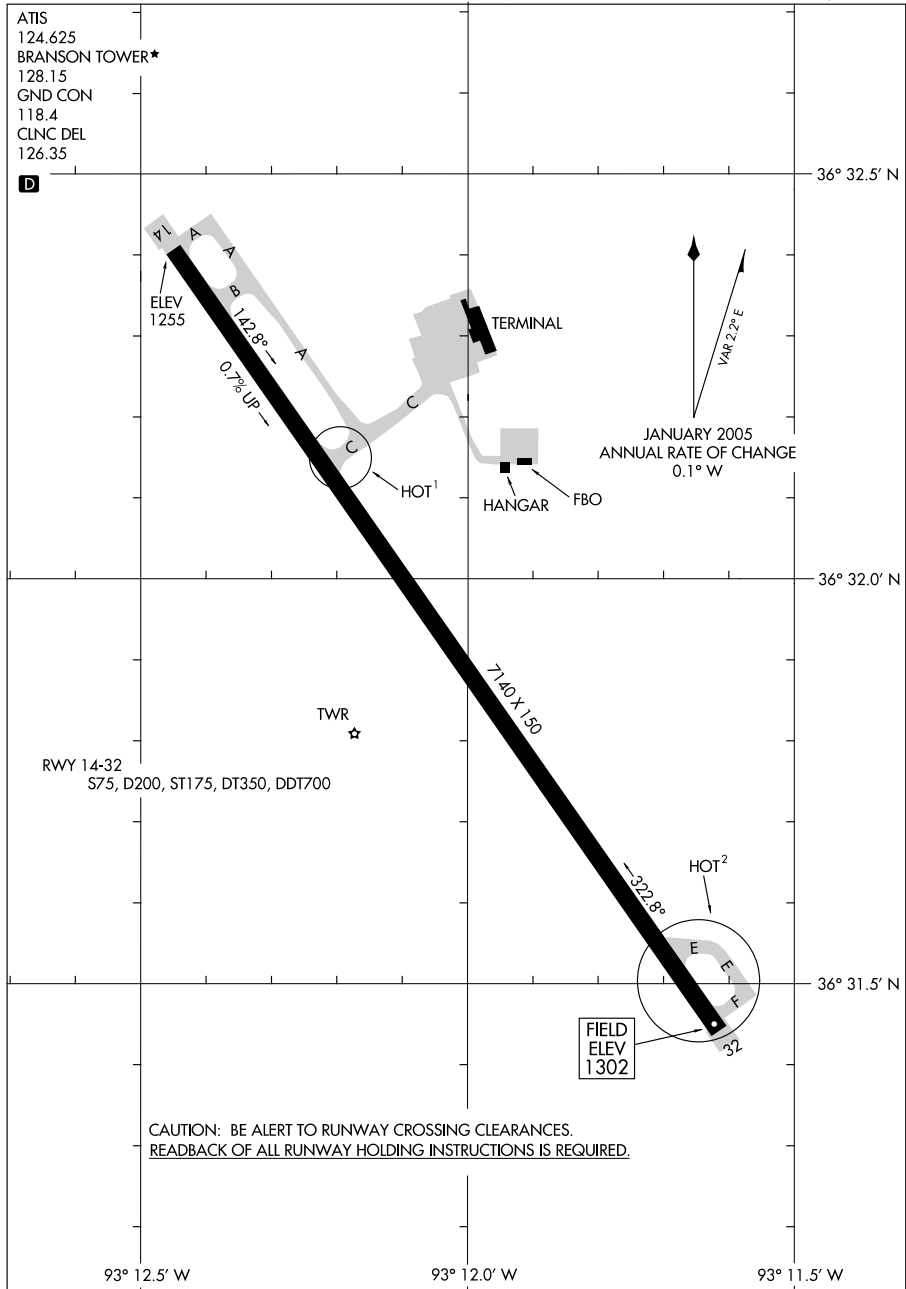 ATIS
124.625
BRANSON TOWER★
128.15
GND CON
118.4
CLNC DEL
126.35
D
36° 32.5' N
14
A
A
B
A
ELEV
1255
142.8°
0.7% UP
TERMINAL
VAR 2.2° E
C
C
JANUARY 2005
ANNUAL RATE OF CHANGE
0.1° W
HOT¹
HANGAR
FBO
36° 32.0' N
7140 X 150
TWR
RWY 14-32
S75, D200, ST175, DT350, DDT700
HOT²
322.8°
E
E
F
36° 31.5' N
FIELD
ELEV
1302
32
CAUTION: BE ALERT TO RUNWAY CROSSING CLEARANCES.
READBACK OF ALL RUNWAY HOLDING INSTRUCTIONS IS REQUIRED.
93° 12.5' W
93° 12.0' W
93° 11.5' W